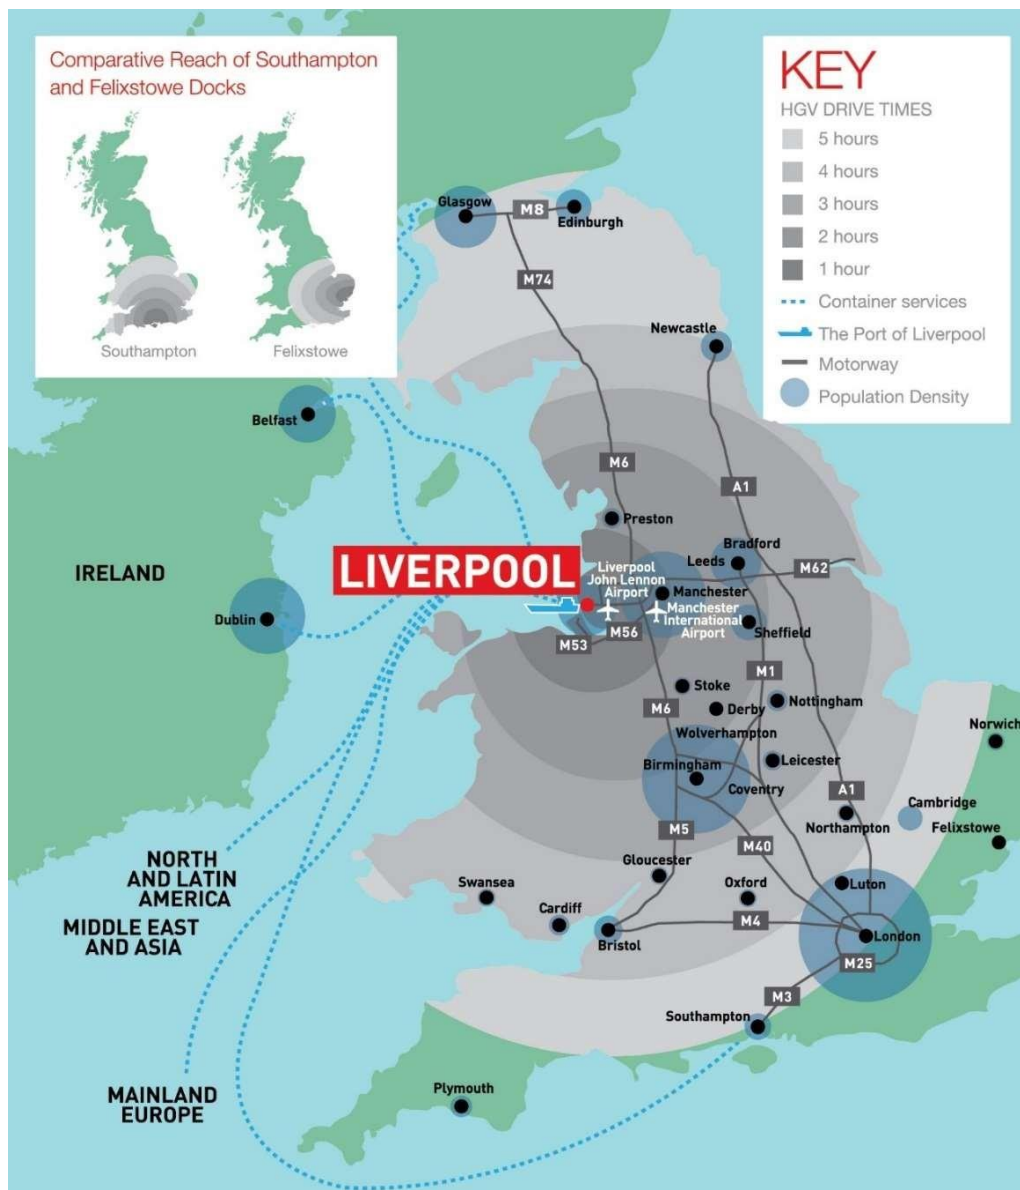 Comparative Reach of Southampton
and Felixstowe Docks
Southampton
Felixstowe
KEY
HGV DRIVE TIMES
5 hours
4 hours
3 hours
2 hours
1 hour
Container services
The Port of Liverpool
Motorway
Population Density
Glasgow
M8
Edinburgh
M74
Newcastle
Belfast
M6
A1
Preston
Bradford
Leeds
M62
IRELAND
LIVERPOOL
Liverpool
John Lennon
Airport
Manchester
Manchester
International
Airport
Dublin
M56
M53
Sheffield
M1
Stoke
M6
Derby
Nottingham
Norwich
Wolverhampton
Birmingham
Leicester
Coventry
A1
Cambridge
Northampton
Felixstowe
M5
M40
NORTH
AND LATIN
AMERICA
Gloucester
Swansea
Oxford
Luton
MIDDLE EAST
AND ASIA
Cardiff
Bristol
M4
London
M25
M3
Southampton
MAINLAND
EUROPE
Plymouth